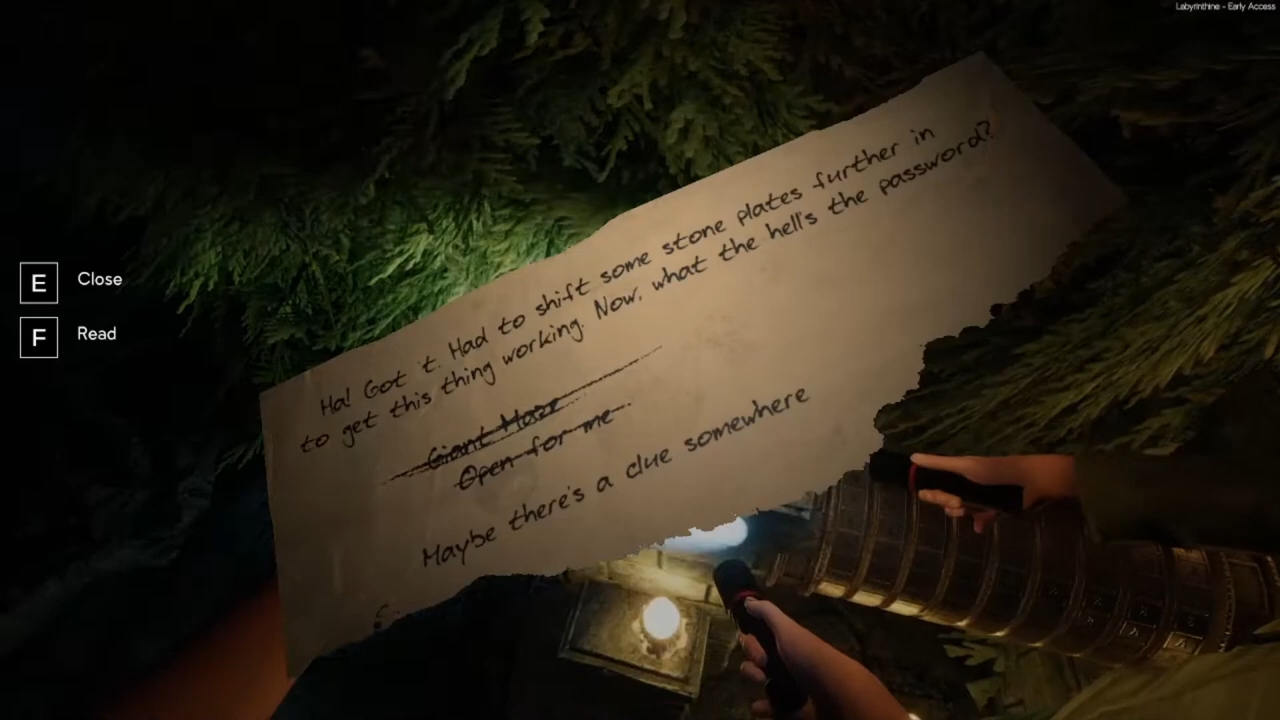 Labyrinthine - Early Access
E Close
F Read
Ha! Got 't. Had to shift some stone plates further in
to get this thing working. Now, what the hell's the password?
Giant Maze
Open for me
Maybe there's a clue somewhere